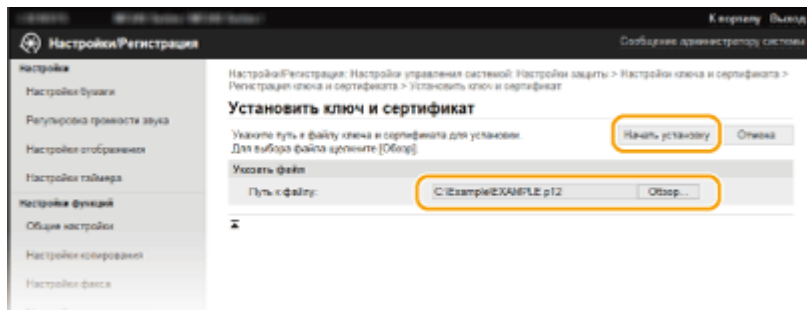 К порталу Выход
Настройки/Регистрация
Сообщение администратору системы
Настройки
Настройки бумаги
Регулировка громкости звука
Настройки отображения
Настройки таймера
Настройки функций
Общие настройки
Настройки копирования
Настройки факса
Настройки/Регистрация: Настройки управления системой: Настройки защиты > Настройки ключа и сертификата >
Регистрация ключа и сертификата > Установить ключ и сертификат
Установить ключ и сертификат
Укажите путь к файлу ключа и сертификата для установки.
Для выбора файла щелкните [Обзор].
Начать установку
Отмена
Указать файл
Путь к файлу:
C:\Example\EXAMPLE.p12
Обзор...